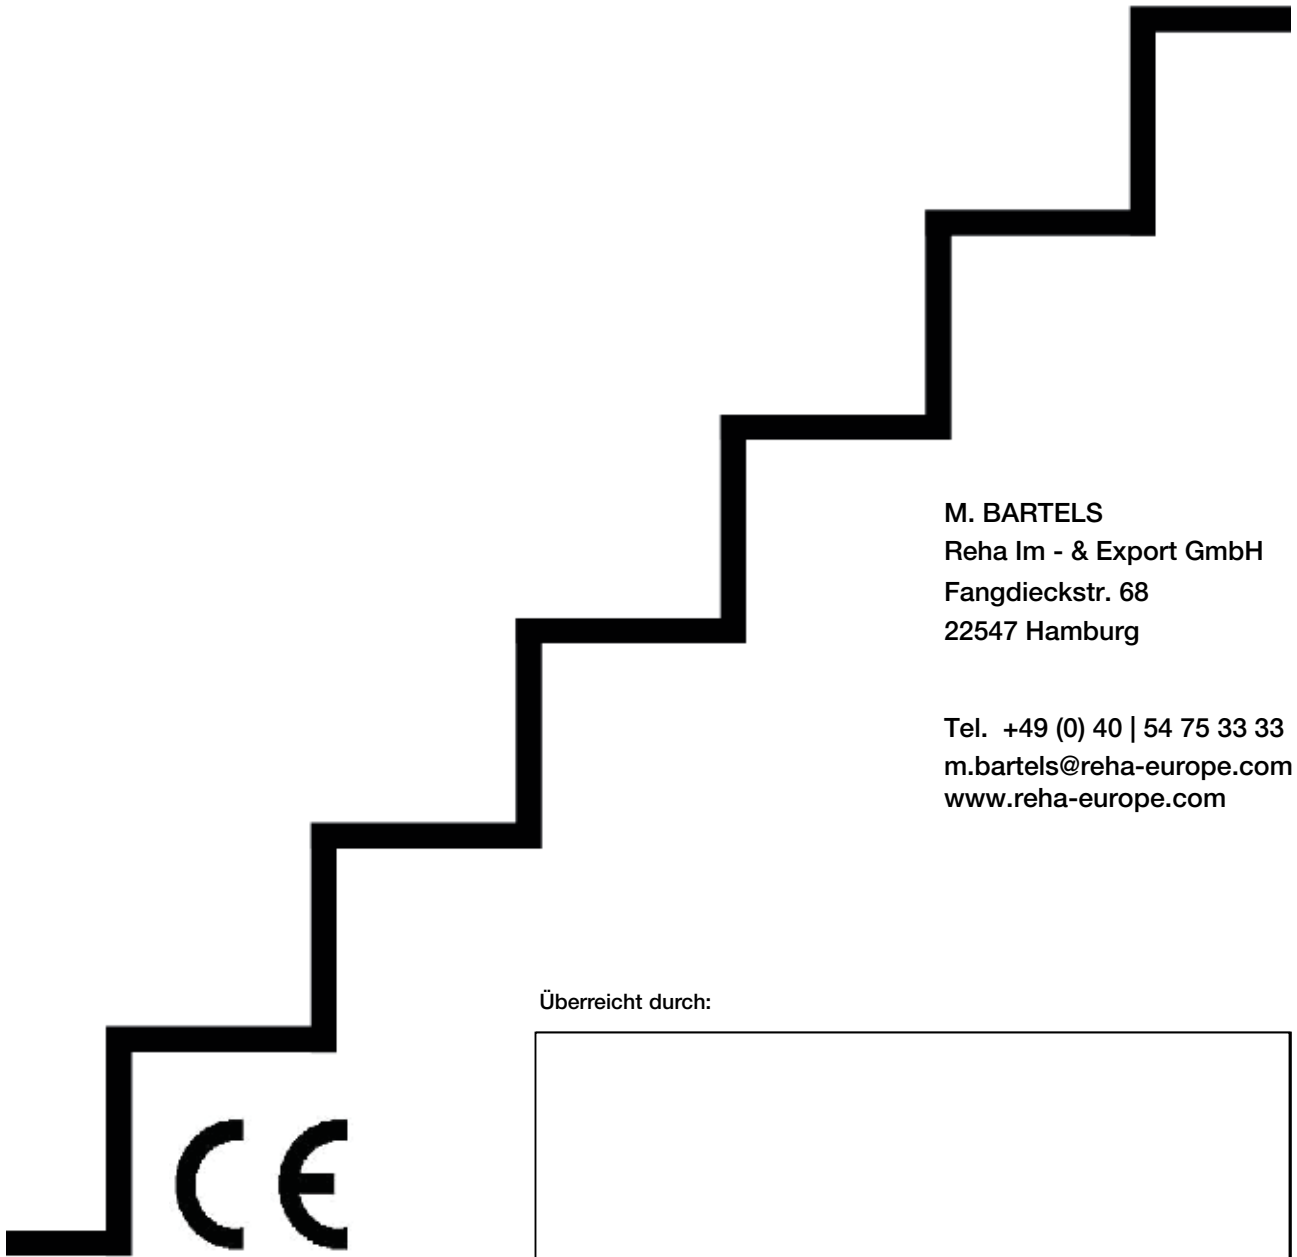 M. BARTELS
Reha Im - & Export GmbH
Fangdieckstr. 68
22547 Hamburg
Tel. +49 (0) 40 | 54 75 33 33
m.bartels@reha-europe.com
www.reha-europe.com
Überreicht durch:
CE